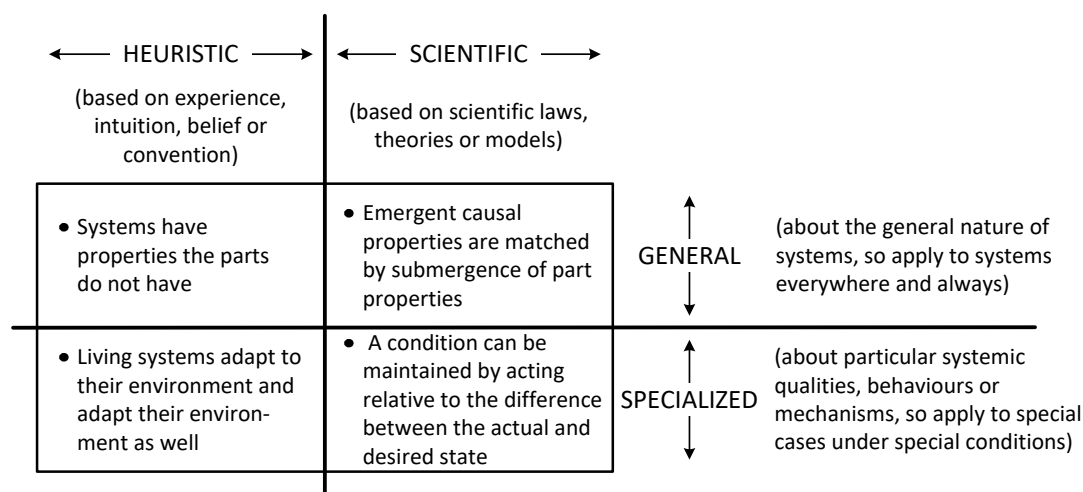 HEURISTIC
SCIENTIFIC
(based on experience,
intuition, belief or
convention)
(based on scientific laws,
theories or models)
• Systems have
properties the parts
do not have
• Emergent causal
properties are matched
by submergence of part
properties
GENERAL
(about the general nature of
systems, so apply to systems
everywhere and always)
• Living systems adapt to
their environment and
adapt their environ-
ment as well
• A condition can be
maintained by acting
relative to the difference
between the actual and
desired state
SPECIALIZED
(about particular systemic
qualities, behaviours or
mechanisms, so apply to special
cases under special conditions)